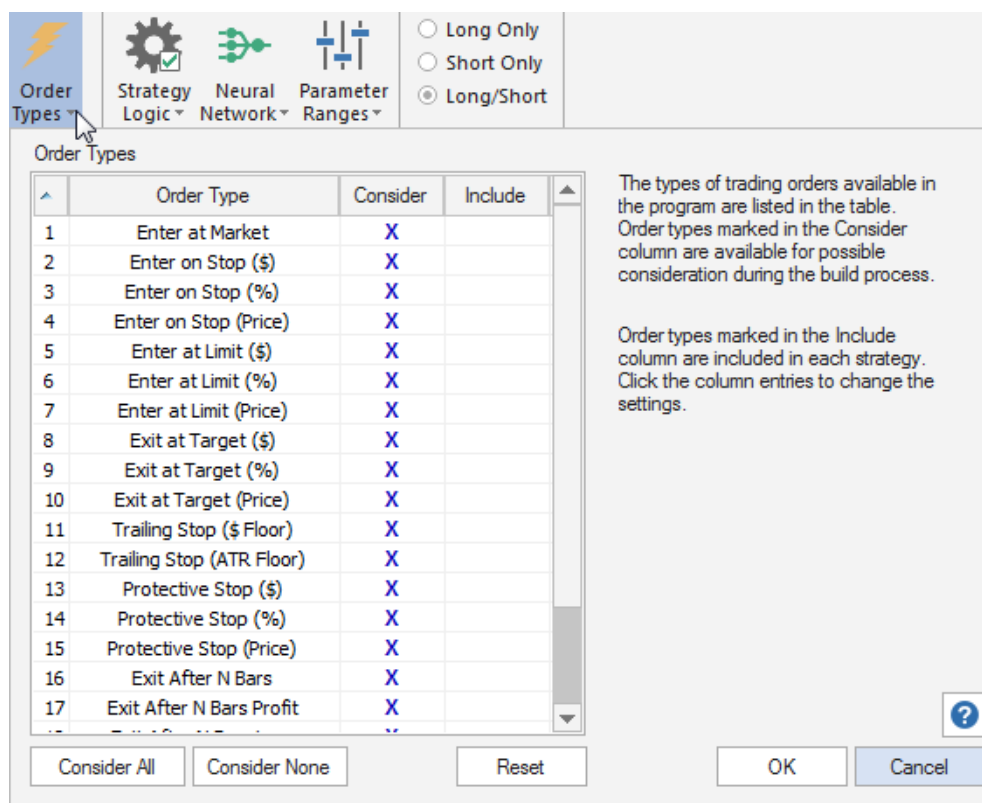 Order Types
Strategy Logic
Neural Network
Parameter Ranges
Long Only
Short Only
Long/Short
Order Types
Order Type Consider Include
1 Enter at Market X
2 Enter on Stop ($) X
3 Enter on Stop (%) X
4 Enter on Stop (Price) X
5 Enter at Limit ($) X
6 Enter at Limit (%) X
7 Enter at Limit (Price) X
8 Exit at Target ($) X
9 Exit at Target (%) X
10 Exit at Target (Price) X
11 Trailing Stop ($ Floor) X
12 Trailing Stop (ATR Floor) X
13 Protective Stop ($) X
14 Protective Stop (%) X
15 Protective Stop (Price) X
16 Exit After N Bars X
17 Exit After N Bars Profit X
The types of trading orders available in
the program are listed in the table.
Order types marked in the Consider
column are available for possible
consideration during the build process.
Order types marked in the Include
column are included in each strategy.
Click the column entries to change the
settings.
?
Consider All
Consider None
Reset
OK
Cancel